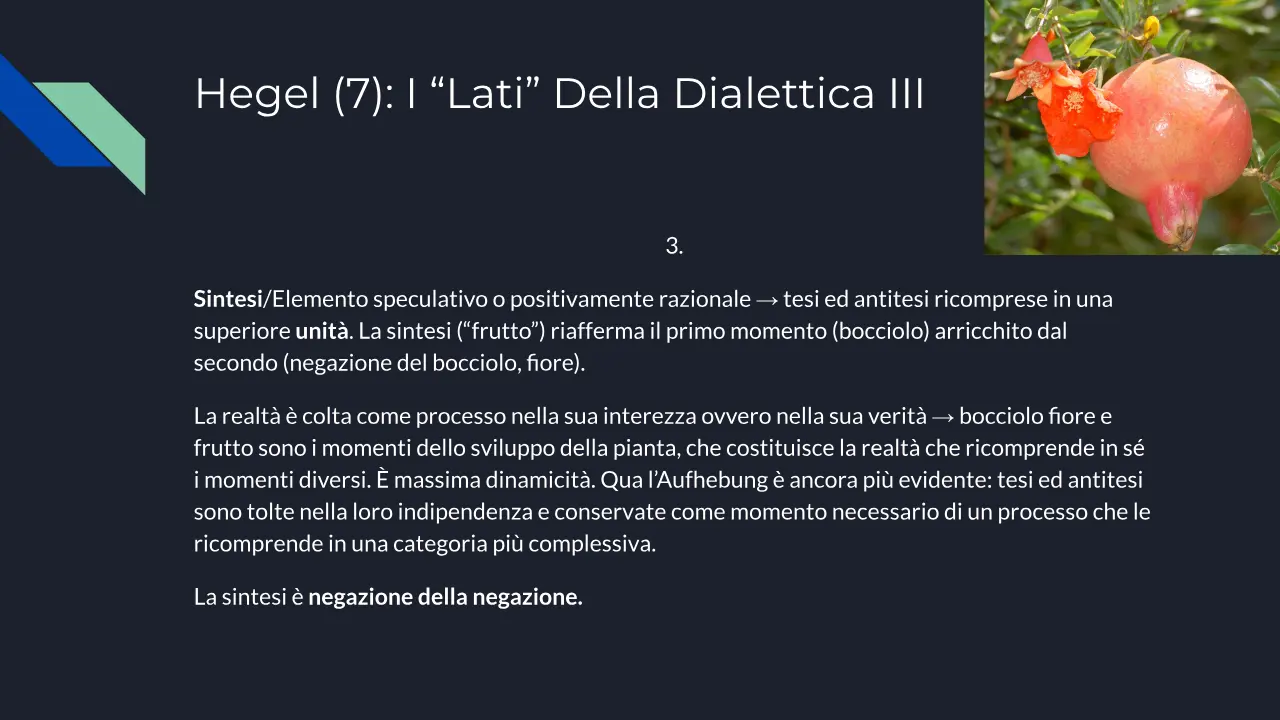 Hegel (7): I “Lati” Della Dialettica III
3.
Sintesi/Elemento speculativo o positivamente razionale → tesi ed antitesi ricomprese in una
superiore unità. La sintesi (“frutto”) riafferma il primo momento (bocciolo) arricchito dal
secondo (negazione del bocciolo, fiore).
La realtà è colta come processo nella sua interezza ovvero nella sua verità → bocciolo fiore e
frutto sono i momenti dello sviluppo della pianta, che costituisce la realtà che ricomprende in sé
i momenti diversi. È massima dinamicità. Qua l’Aufhebung è ancora più evidente: tesi ed antitesi
sono tolte nella loro indipendenza e conservate come momento necessario di un processo che le
ricomprende in una categoria più complessiva.
La sintesi è negazione della negazione.